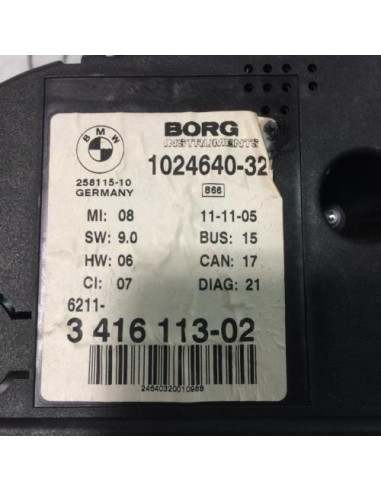 BMW
BORG
INSTRUMENTS
1024640-32
258115-10
GERMANY
866
MI: 08
11-11-05
SW: 9.0
BUS: 15
HW: 06
CAN: 17
CI: 07
DIAG: 21
6211-
3 416 113-02
24640320010988